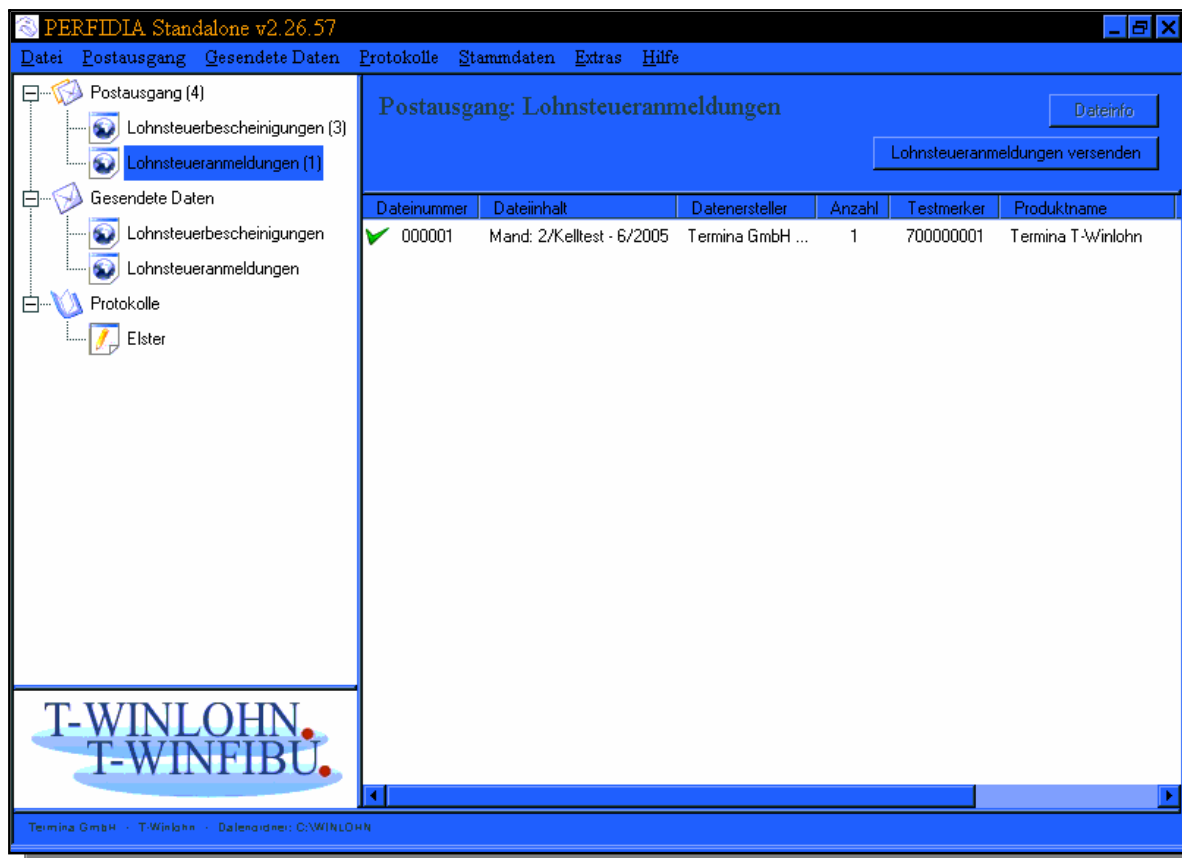 PERFIDIA Standalone v2.26.57
Datei Postausgang Gesendete Daten Protokolle Stammdaten Extras Hilfe
Postausgang (4)
Lohnsteuerbescheinigungen (3)
Lohnsteueranmeldungen (1)
Gesendete Daten
Lohnsteuerbescheinigungen
Lohnsteueranmeldungen
Protokolle
Elster
Postausgang: Lohnsteueranmeldungen
Dateinfo
Lohnsteueranmeldungen versenden
Dateinummer Dateiinhalt Datenersteller Anzahl Testmerker Produktname
000001 Mand: 2/Kelltest - 6/2005 Termina GmbH ... 1 700000001 Termina T-Winlohn
T-WINLOHN.
T-WINFIBU.
Termina GmbH - T-Winlohn - Datenordner: C:\WINLOHN